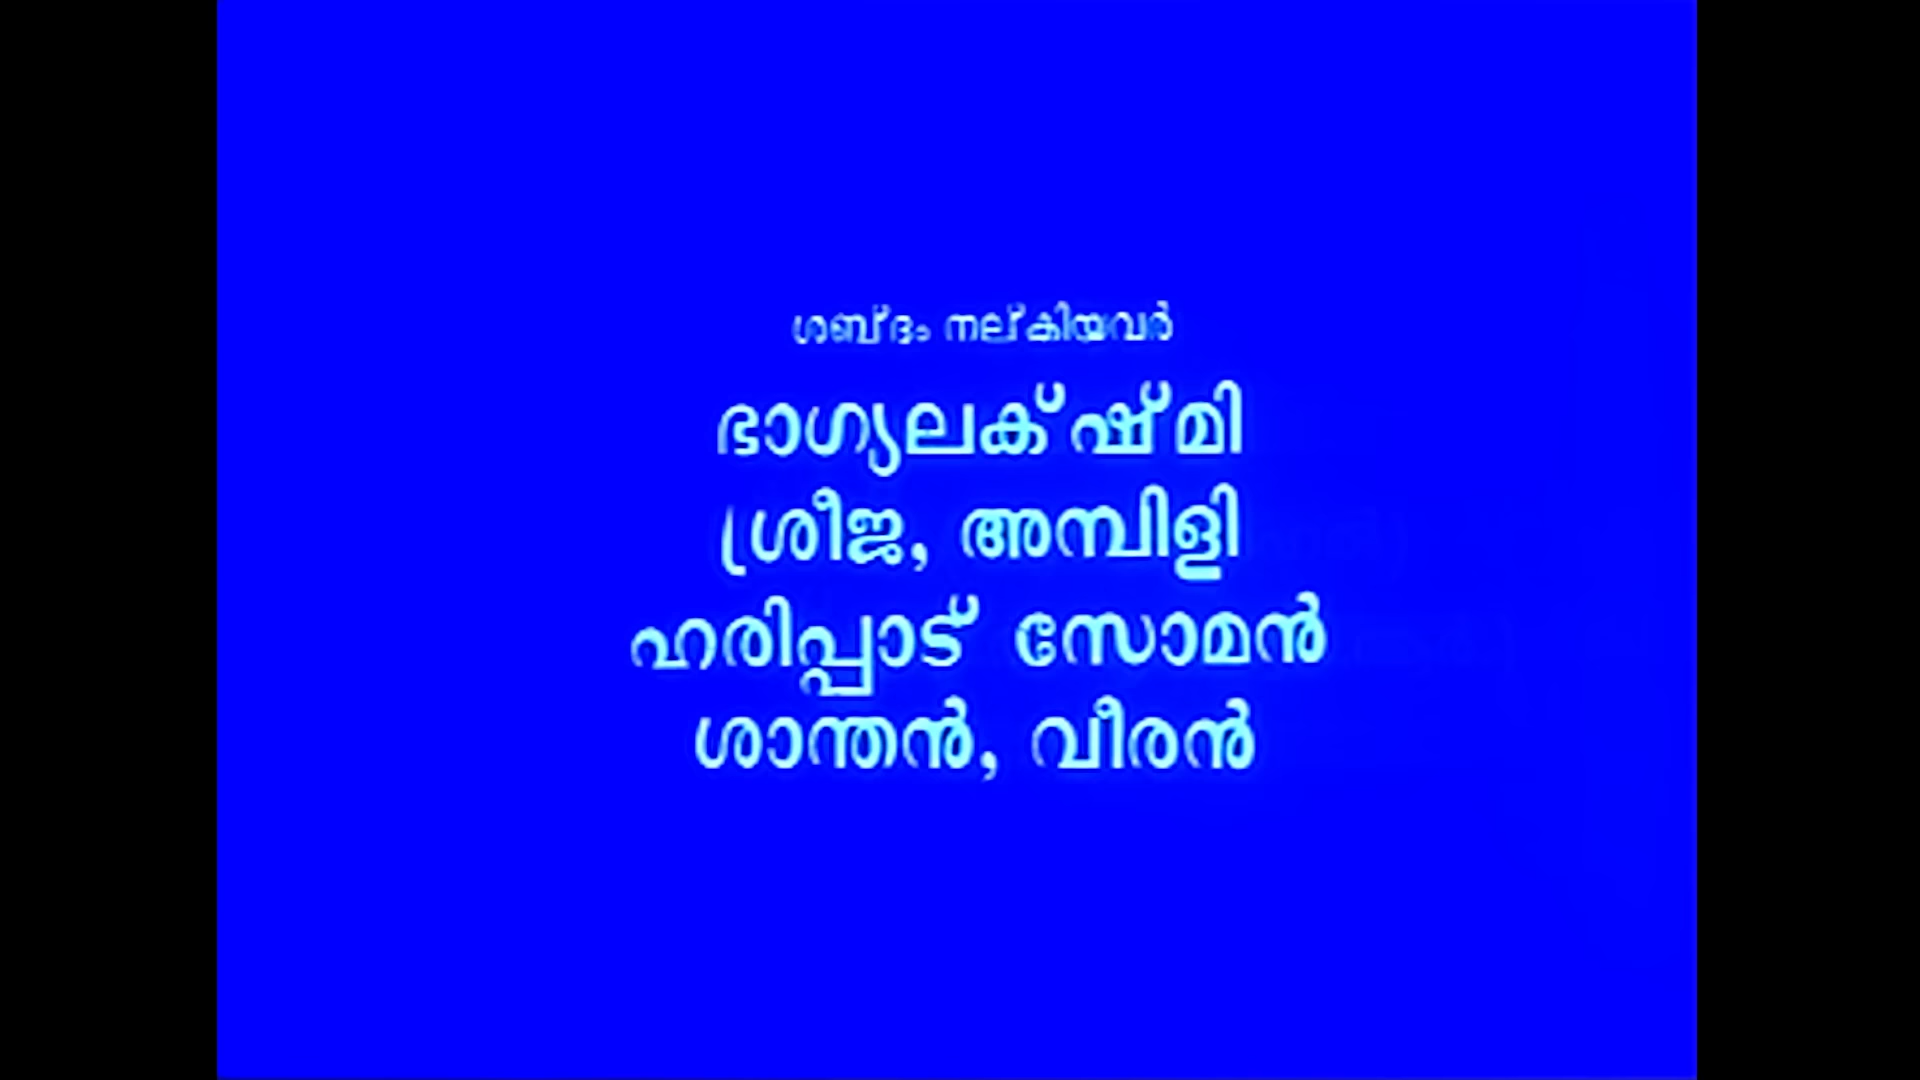 ശബ്ദം നല്കിയവർ
ഭാഗ്യലക്ഷ്മി
ശ്രീജ, അമ്പിളി
ഹരിപ്പാട് സോമൻ
ശാന്തൻ, വീരൻ